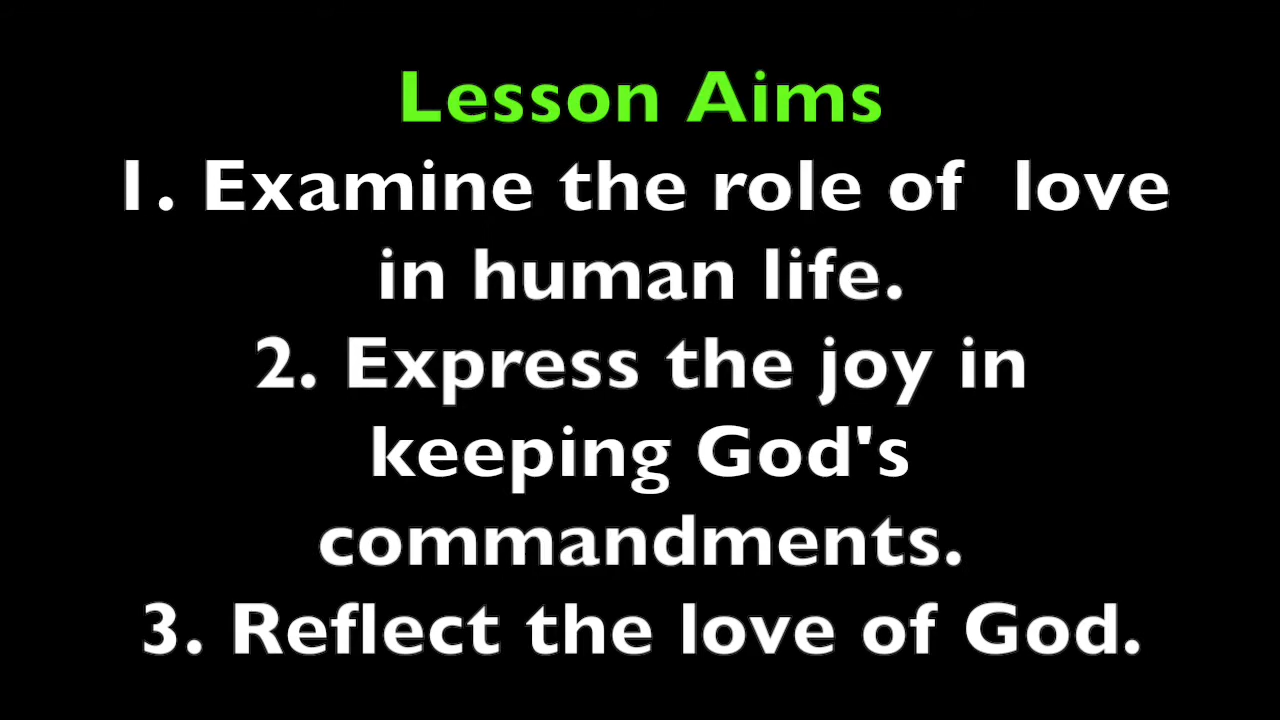 Lesson Aims
1. Examine the role of  love
in human life.
2. Express the joy in
keeping God's
commandments.
3. Reflect the love of God.